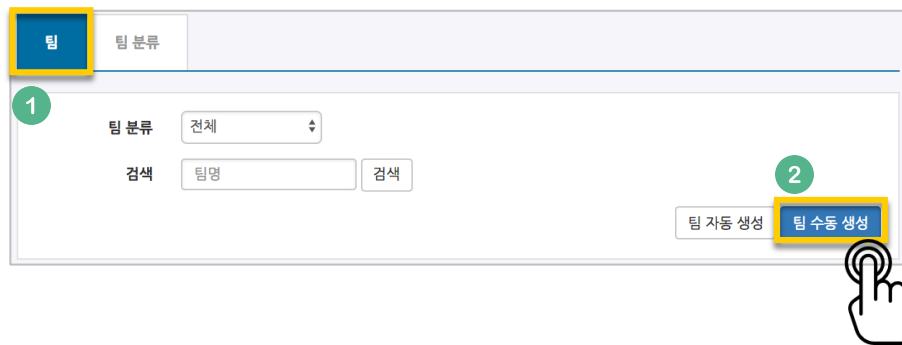 팀 팀 분류
1
팀 분류 전체
검색 팀명 검색
2
팀 자동 생성 팀 수동 생성